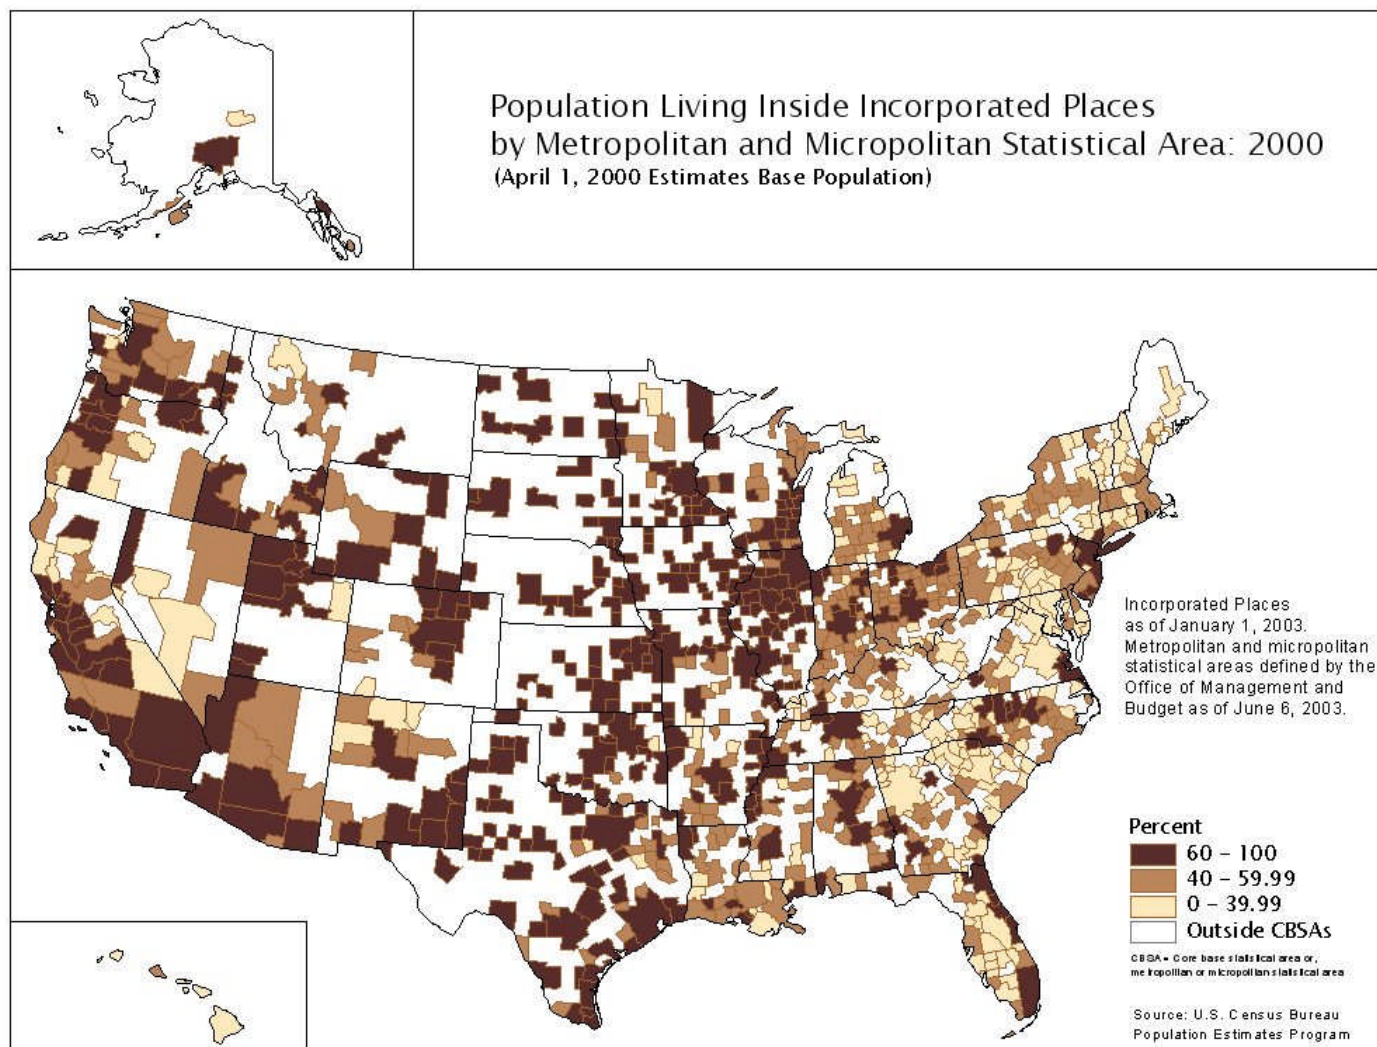 Population Living Inside Incorporated Places
by Metropolitan and Micropolitan Statistical Area: 2000
(April 1, 2000 Estimates Base Population)
Incorporated Places
as of January 1, 2003.
Metropolitan and micropolitan
statistical areas defined by the
Office of Management and
Budget as of June 6, 2003.
Percent
60 – 100
40 – 59.99
0 – 39.99
Outside CBSAs
CBSA = Core base statistical area or,
metropolitan or micropolitan statistical area
Source: U.S. Census Bureau
Population Estimates Program